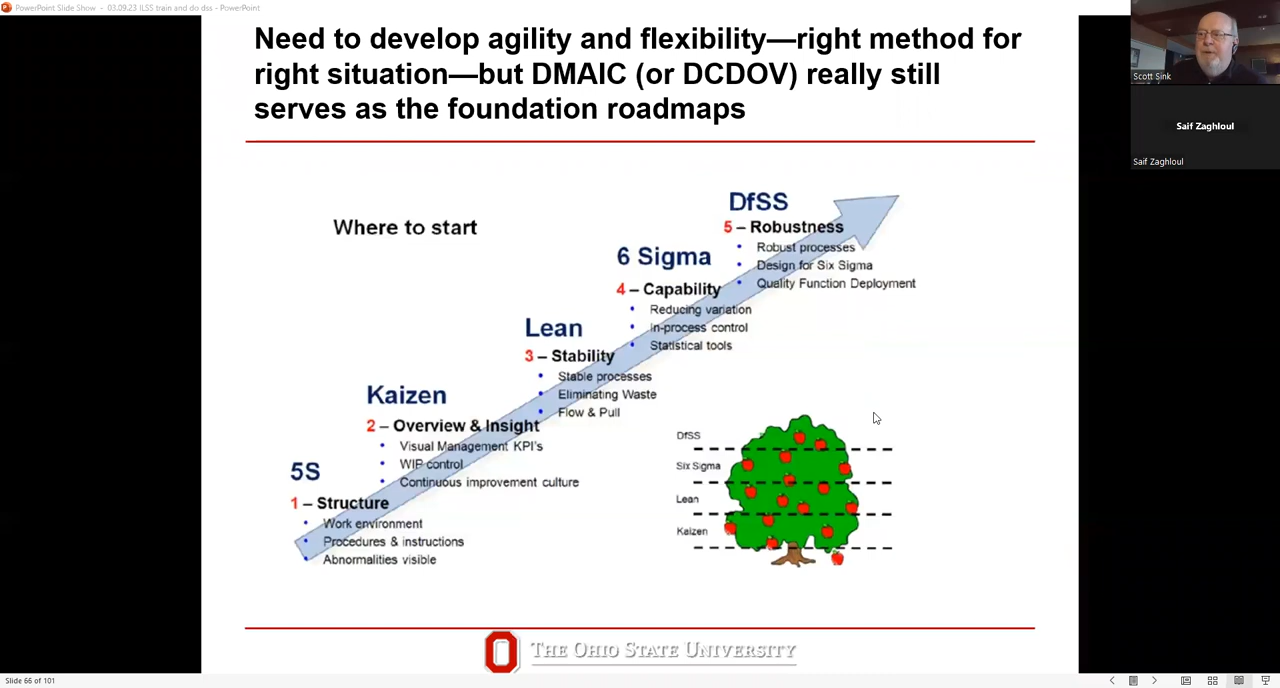 PowerPoint Slide Show - 03.09.23 ILSS train and do dss - PowerPoint
Need to develop agility and flexibility—right method for
right situation—but DMAIC (or DCDOV) really still
serves as the foundation roadmaps
Scott Sink
Saif Zaghloul
Saif Zaghloul
Where to start
DfSS
5 – Robustness
• Robust processes
• Design for Six Sigma
• Quality Function Deployment
6 Sigma
4 – Capability
• Reducing variation
• In-process control
• Statistical tools
Lean
3 – Stability
• Stable processes
• Eliminating Waste
• Flow & Pull
Kaizen
2 – Overview & Insight
• Visual Management KPI's
• WIP control
• Continuous improvement culture
5S
1 – Structure
• Work environment
• Procedures & instructions
• Abnormalities visible
DfSS
Six Sigma
Lean
Kaizen
THE OHIO STATE UNIVERSITY
Slide 66 of 101